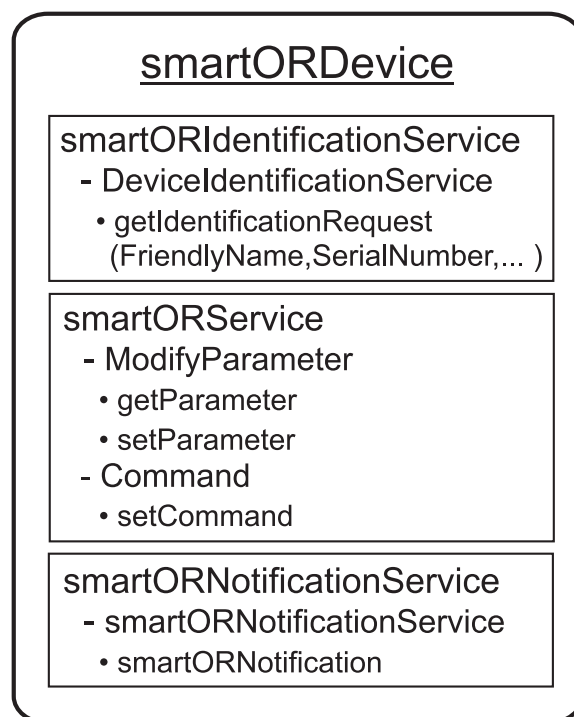 smartORDevice
smartORIdentificationService
- DeviceIdentificationService
• getIdentificationRequest
(FriendlyName,SerialNumber,... )
smartORService
- ModifyParameter
• getParameter
• setParameter
- Command
• setCommand
smartORNotificationService
- smartORNotificationService
• smartORNotification